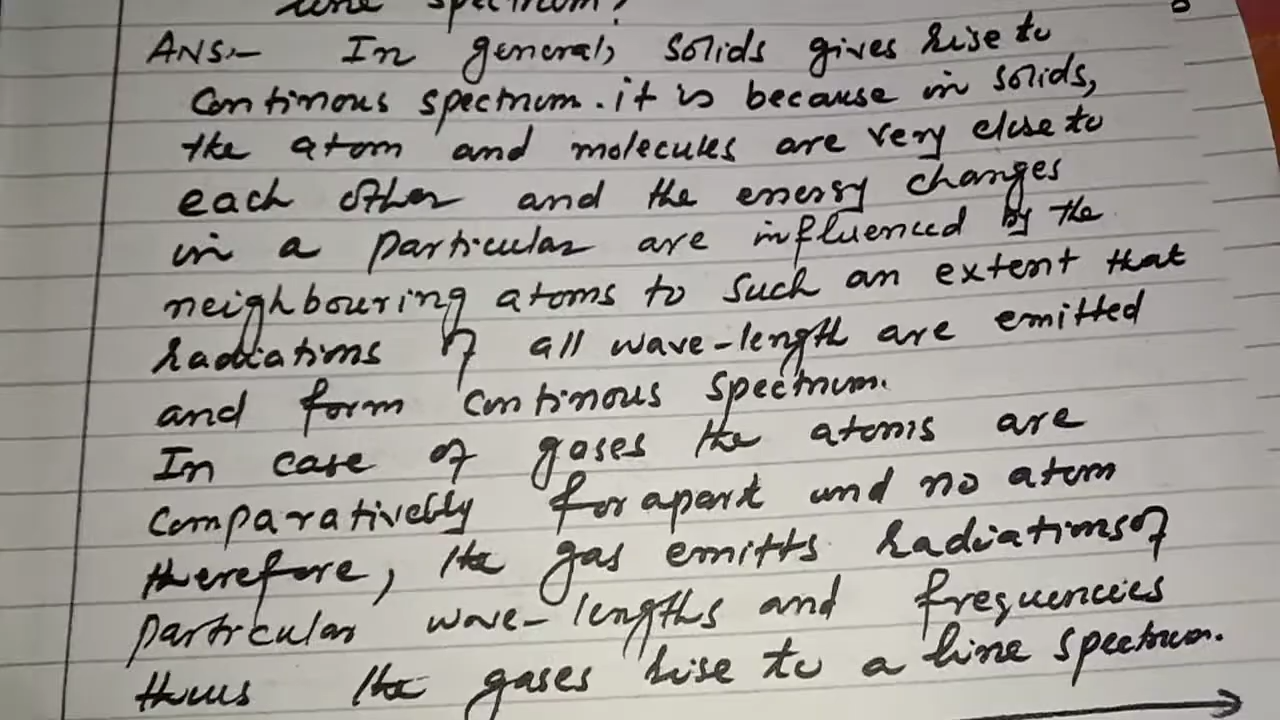 line spectrum?
ANS:- In general, solids gives rise to
continous spectrum. it is because in solids,
the atom and molecules are very close to
each other and the energy changes
in a particular are influenced by the
neighbouring atoms to such an extent that
radiations of all wave-length are emitted
and form continous spectrum.
In case of gases the atoms are
comparativelly for apart and no atom
therefore, the gas emitts radiations of
particular wave-lengths and frequencies
thus the gases rise to a line spectrum.